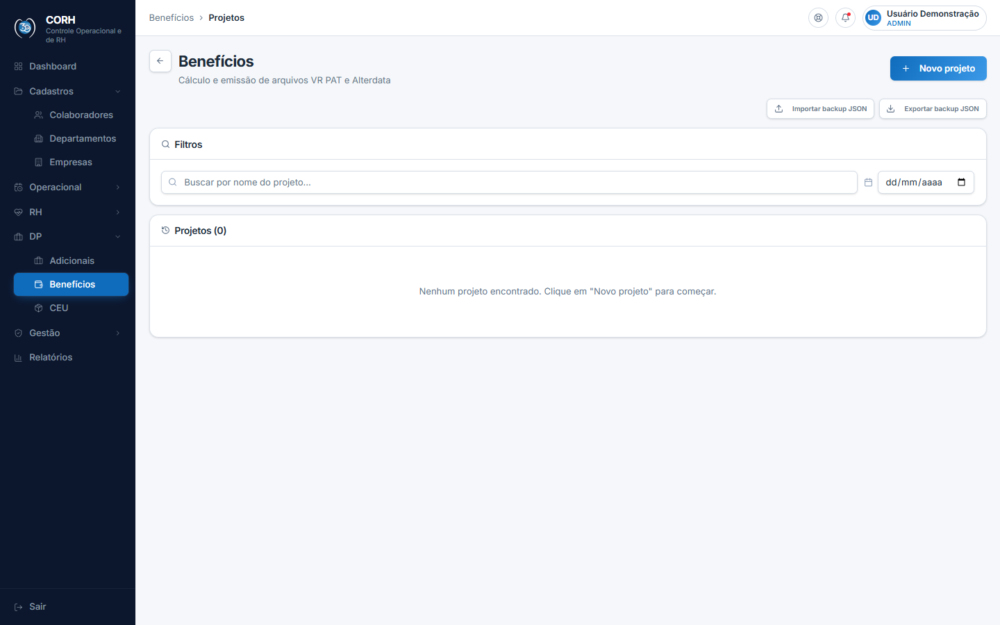 CORH
Controle Operacional e
de RH
Dashboard
Cadastros
Colaboradores
Departamentos
Empresas
Operacional
RH
DP
Adicionais
Benefícios
CEU
Gestão
Relatórios
Sair
Benefícios > Projetos
UD
Usuário Demonstração
ADMIN
Benefícios
Cálculo e emissão de arquivos VR PAT e Alterdata
Novo projeto
Importar backup JSON
Exportar backup JSON
Filtros
Buscar por nome do projeto...
dd/mm/aaaa
Projetos (0)
Nenhum projeto encontrado. Clique em "Novo projeto" para começar.